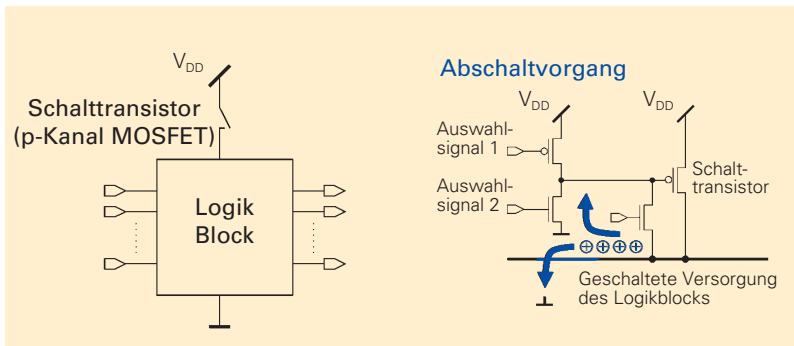 V_DD
Schalttransistor
(p-Kanal MOSFET)
Logik
Block
Abschaltvorgang
V_DD
V_DD
Auswahl-
signal 1
Auswahl-
signal 2
Schalt-
transistor
Geschaltete Versorgung
des Logikblocks